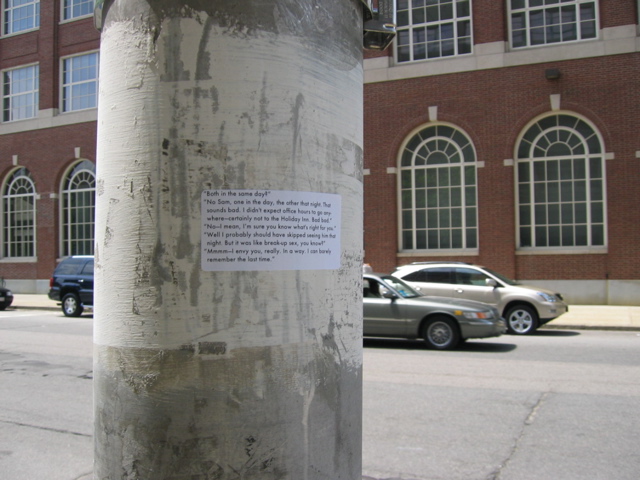 "Both in the same day?"
"No Sam, one in the day, the other that night. That
sounds bad. I didn't expect office hours to go any
where—certainly not to the Holiday Inn. Bad bad."
"No—I mean, I'm sure you know what's right for you."
"Well I probably should have skipped seeing him that
night. But it was like break-up sex, you know?"
"Mmmm—I envy you, really. In a way. I can barely
remember the last time."